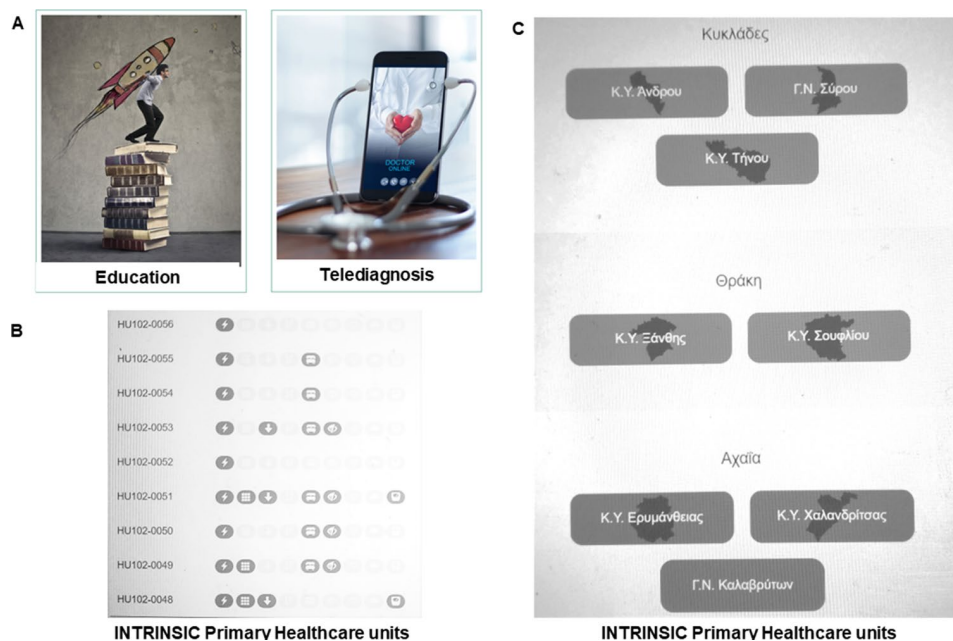 A
DOCTOR
ONLINE
Education
Telediagnosis
B
HU102-0056
HU102-0055
HU102-0054
HU102-0053
HU102-0052
HU102-0051
HU102-0050
HU102-0049
HU102-0048
INTRINSIC Primary Healthcare units
C
Κυκλάδες
Κ.Υ. Άνδρου
Γ.Ν. Σύρου
Κ.Υ. Τήνου
Θράκη
Κ.Υ. Ξάνθης
Κ.Υ. Σουφλίου
Αχαΐα
Κ.Υ. Ερυμάνθειας
Κ.Υ. Χαλανδρίτσας
Γ.Ν. Καλαβρύτων
INTRINSIC Primary Healthcare units